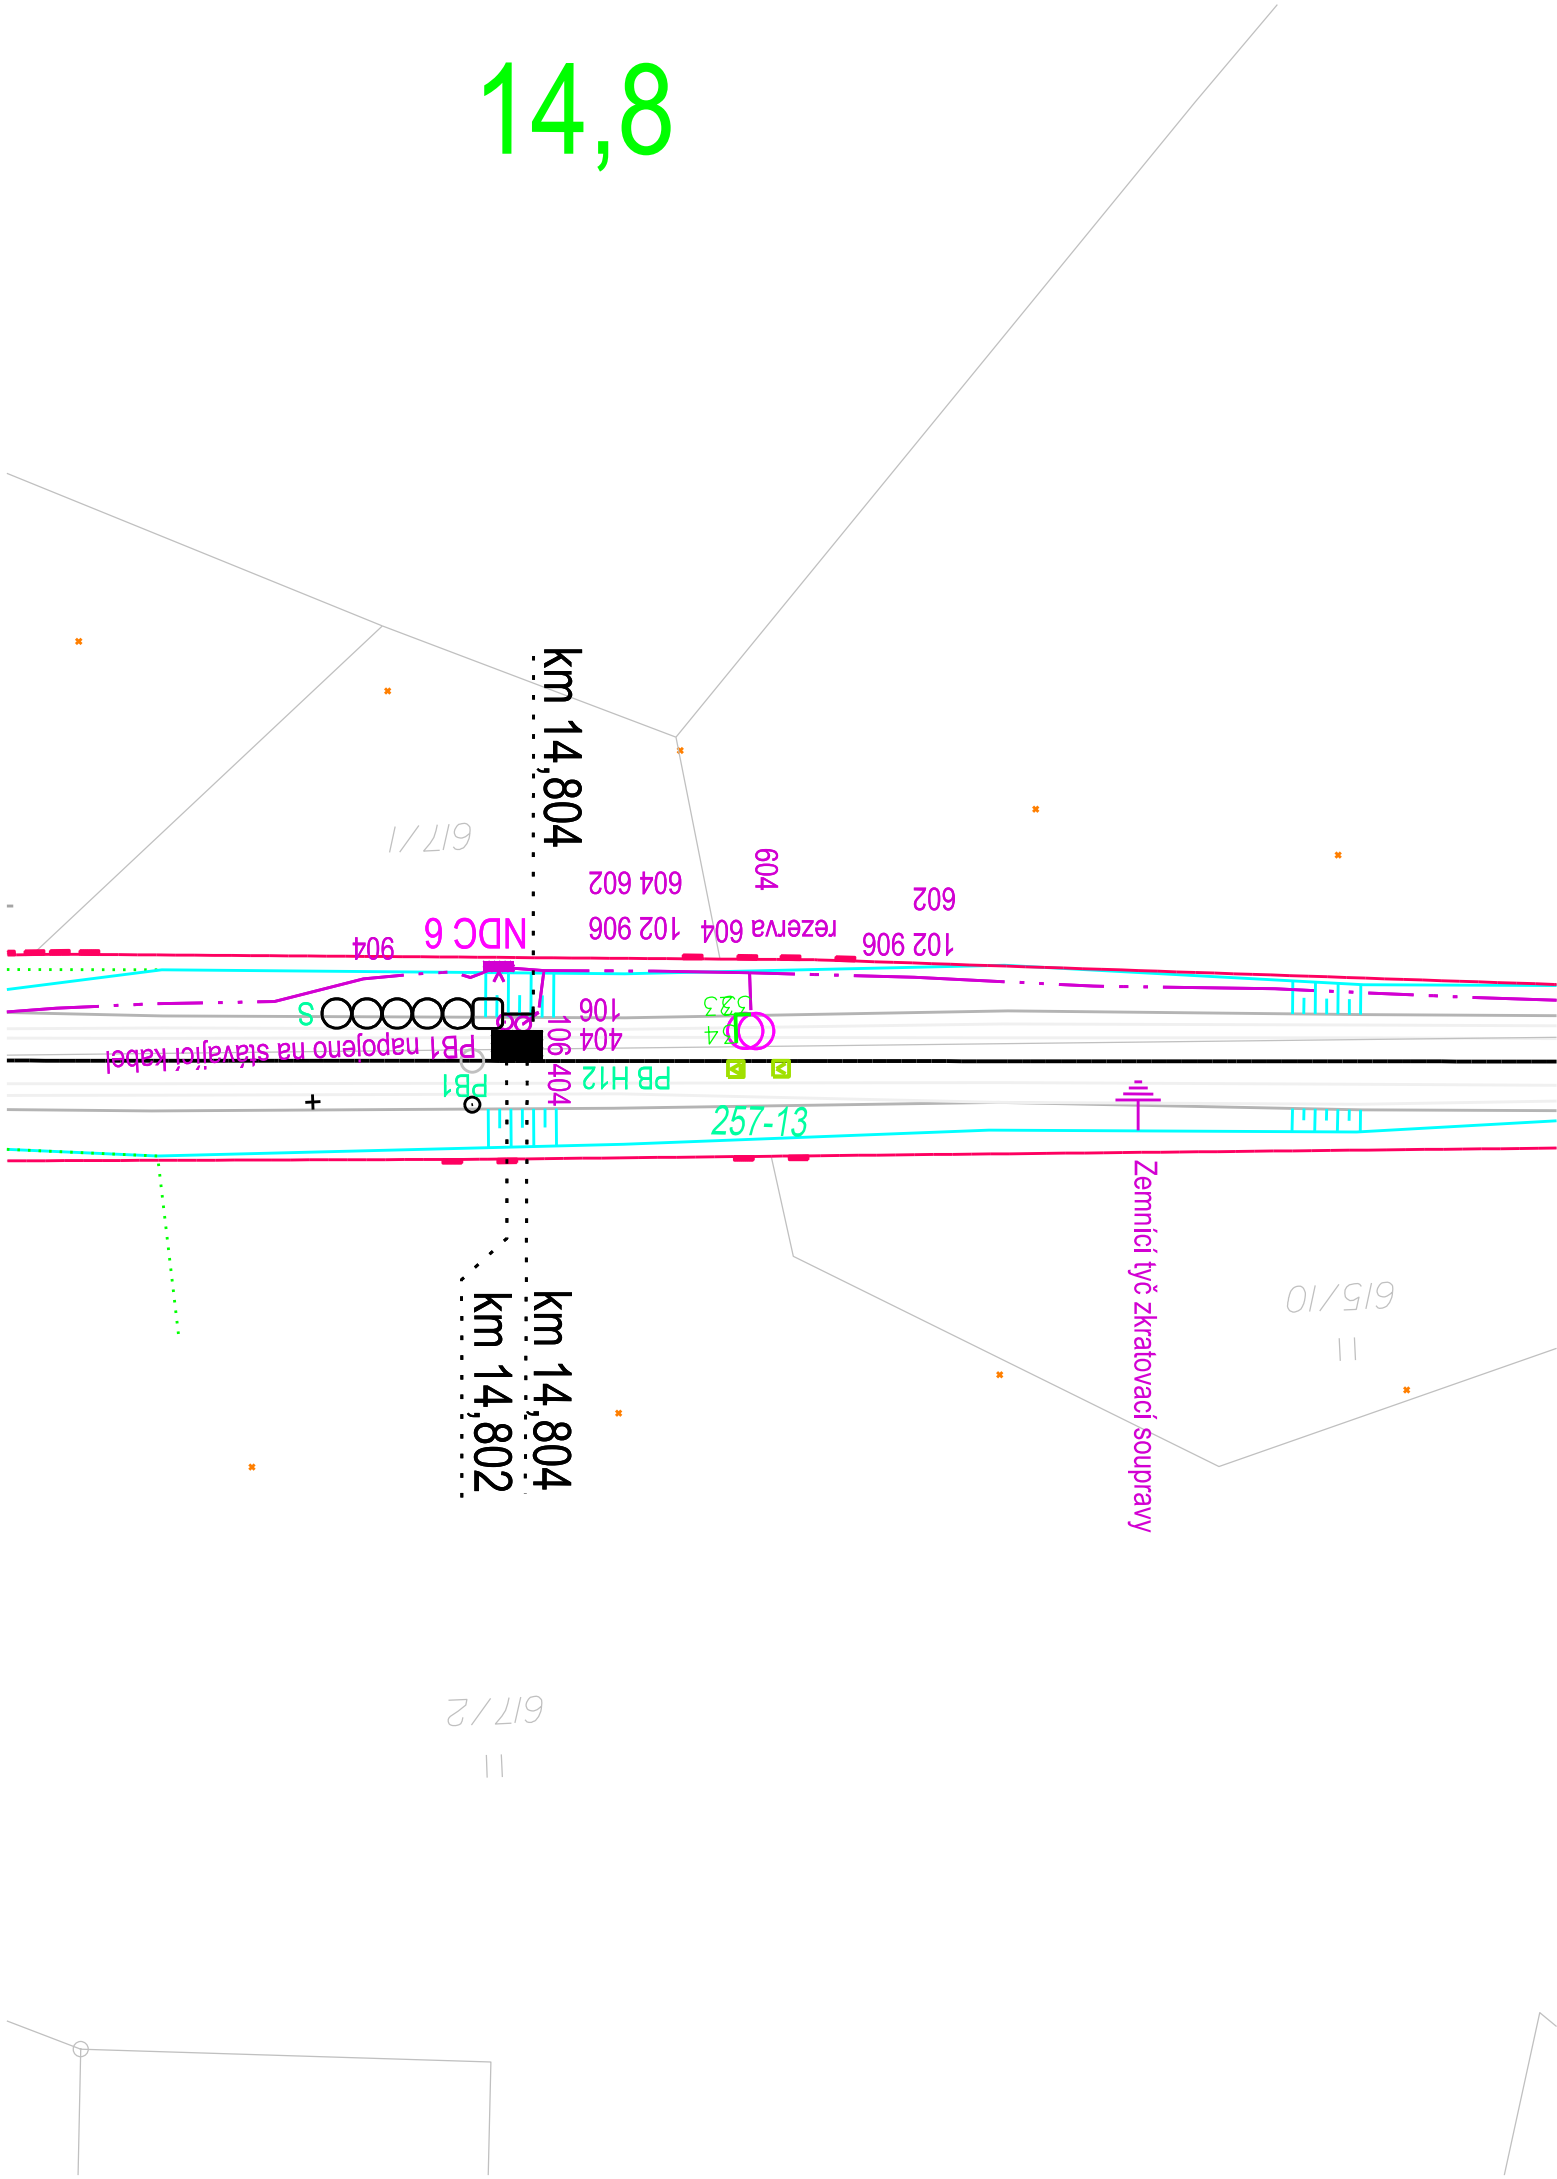 14,8
km 14,804
617/1
604 602
102 906
604
rezerva 604
602
102 906
904
NDC 6
S
106
404
106 404
PB1 napojeno na stávající kabel
PB1
PB H12
257-13
km 14,802
km 14,804
Zemnící tyč zkratovací soupravy
615/10
617/2